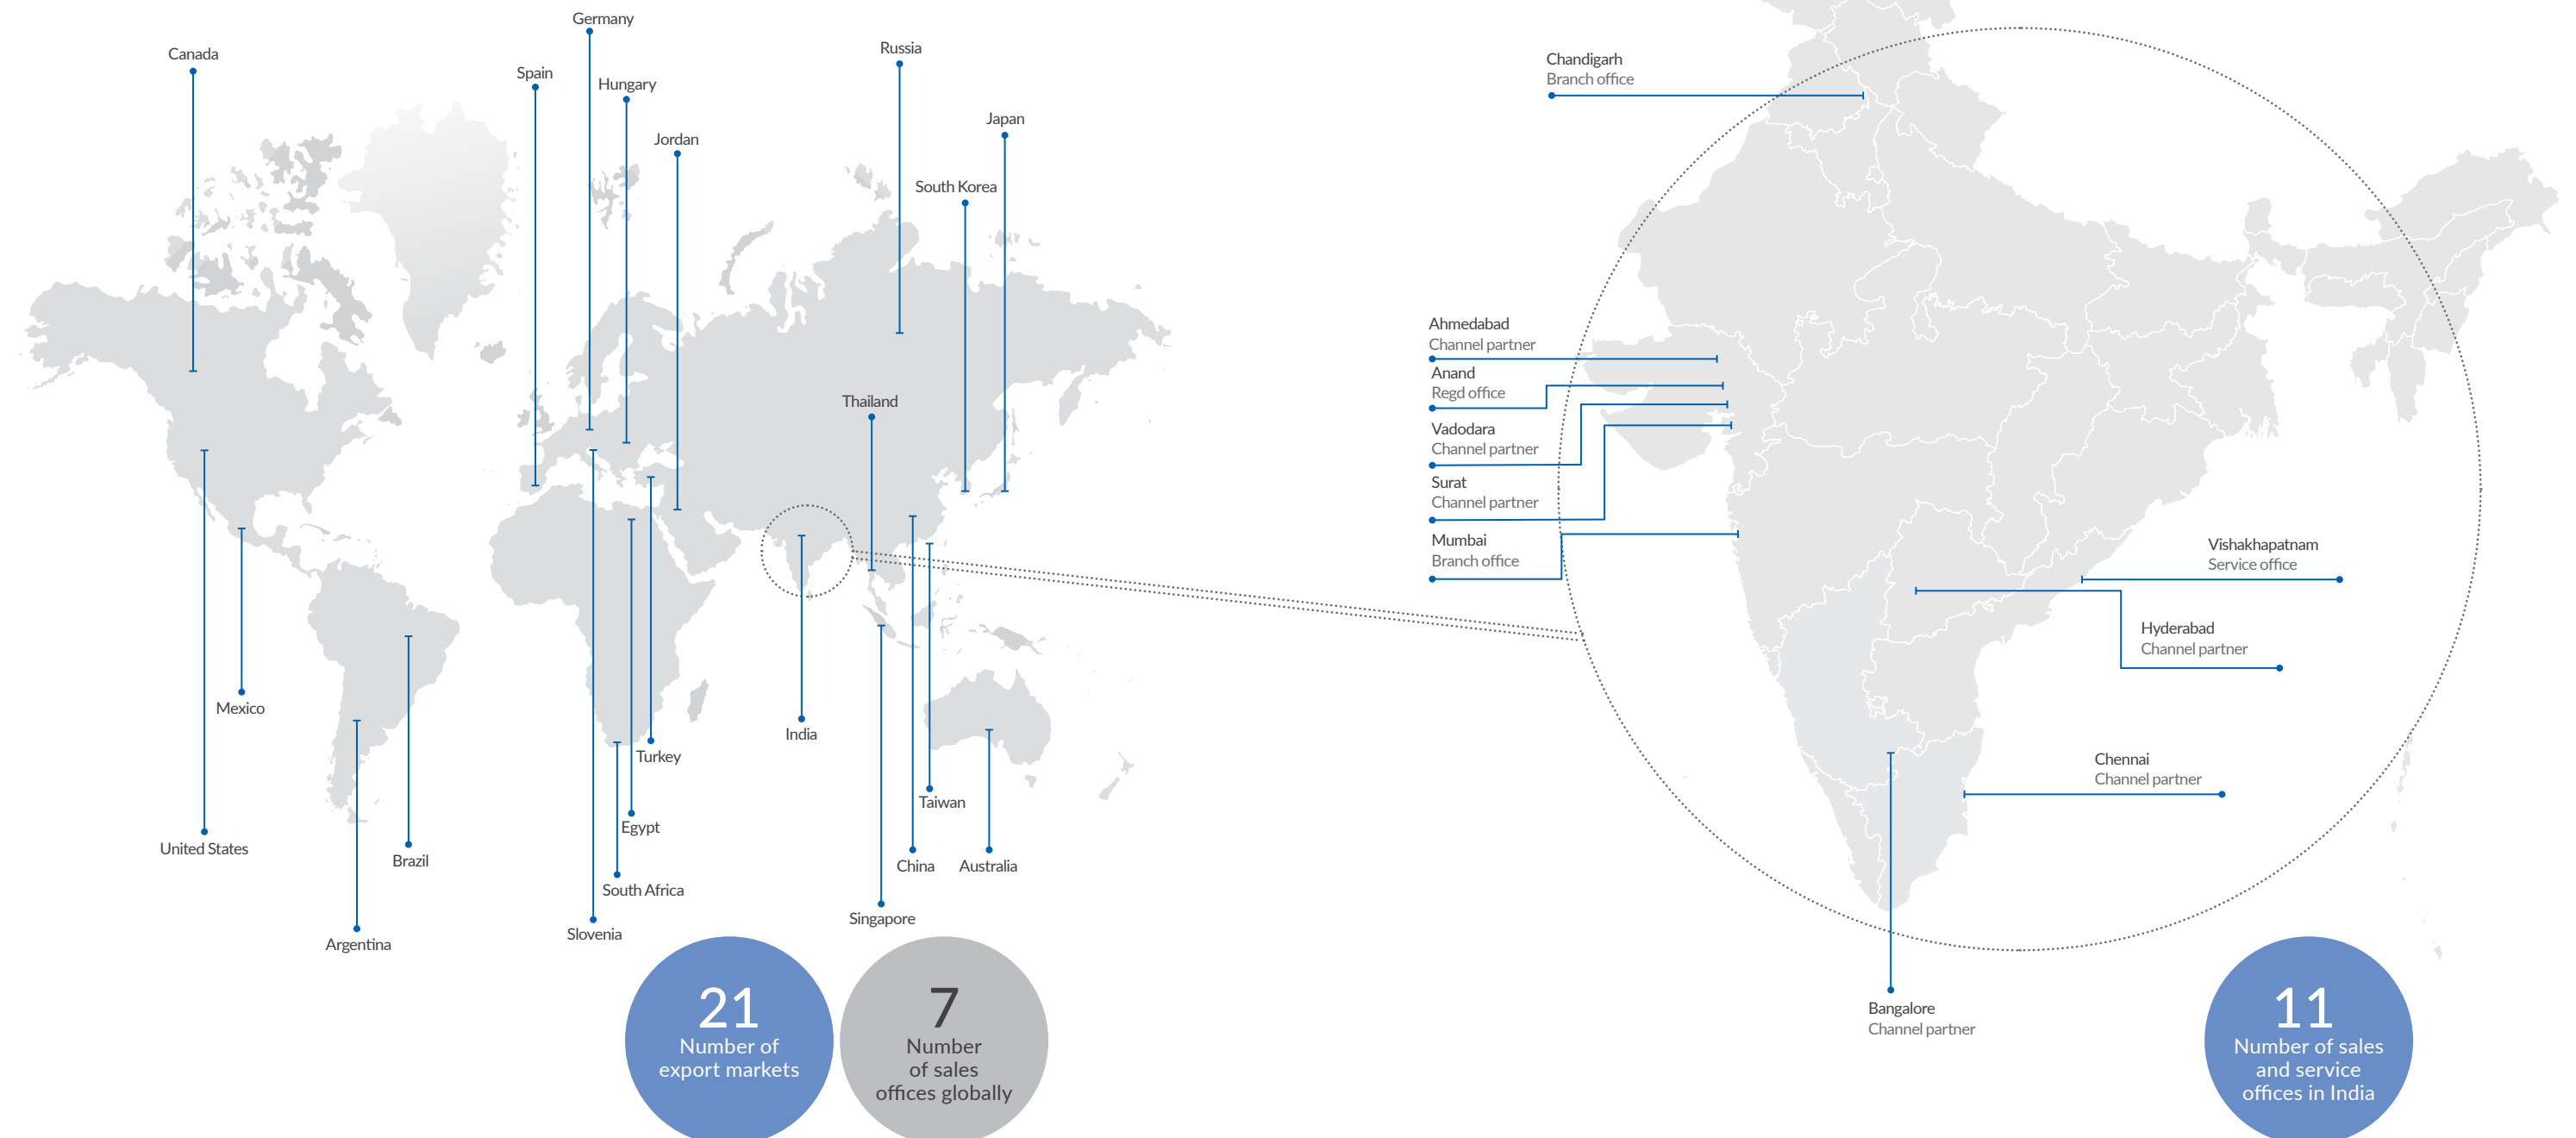 Germany
Canada
Russia
Spain
Hungary
Jordan
Japan
South Korea
Thailand
Mexico
India
Turkey
Taiwan
Egypt
United States
Brazil
China
Australia
South Africa
Singapore
Slovenia
Argentina
21
Number of
export markets
7
Number
of sales
offices globally
Chandigarh
Branch office
Ahmedabad
Channel partner
Anand
Regd office
Vadodara
Channel partner
Surat
Channel partner
Mumbai
Branch office
Vishakhapatnam
Service office
Hyderabad
Channel partner
Chennai
Channel partner
Bangalore
Channel partner
11
Number of sales
and service
offices in India